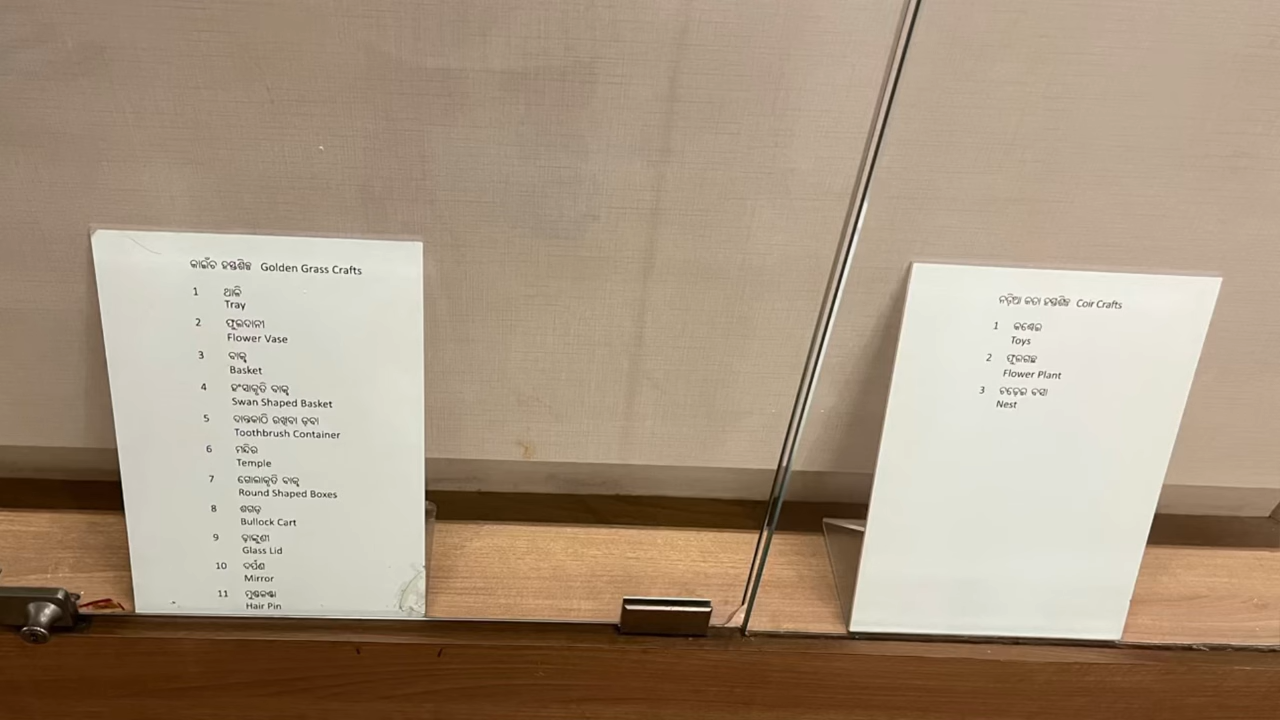 କାଇଁଚ ହସ୍ତଶିଳ୍ପ Golden Grass Crafts
1 ଥାଳି
Tray
2 ଫୁଲଦାନୀ
Flower Vase
3 ବାକ୍ସ
Basket
4 ହଂସାକୃତି ବାକ୍ସ
Swan Shaped Basket
5 ଦାନ୍ତକାଠି ରଖିବା ଡ଼ବା
Toothbrush Container
6 ମନ୍ଦିର
Temple
7 ଗୋଲାକୃତି ବାକ୍ସ
Round Shaped Boxes
8 ଶଗଡ଼
Bullock Cart
9 ଢ଼ାଙ୍କୁଣୀ
Glass Lid
10 ଦର୍ପଣ
Mirror
11
Hair Pin
ନଡ଼ିଆ କତା ହସ୍ତଶିଳ୍ପ Coir Crafts
1 କଣ୍ଢେଇ
Toys
2 ଫୁଲଗଛ
Flower Plant
3 ଚଢ଼େଇ ବସା
Nest